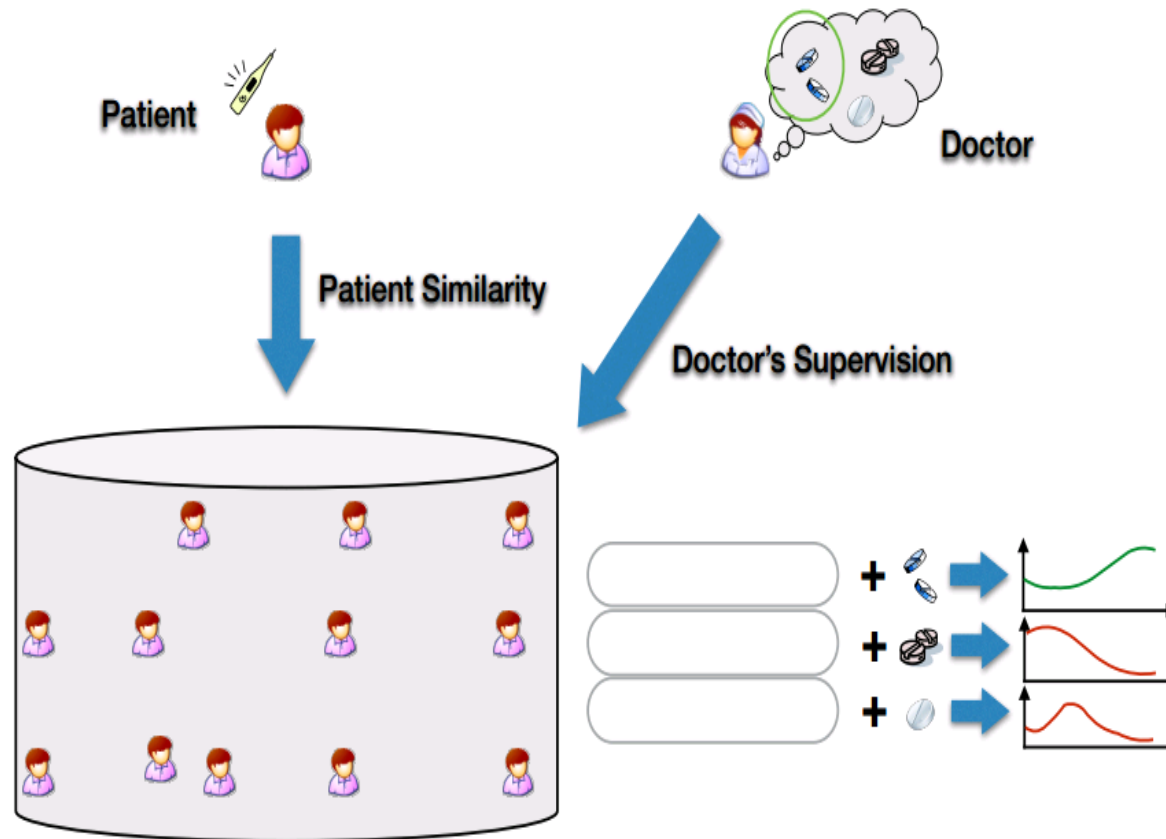 Patient
Doctor
Patient Similarity
Doctor's Supervision
+
+
+